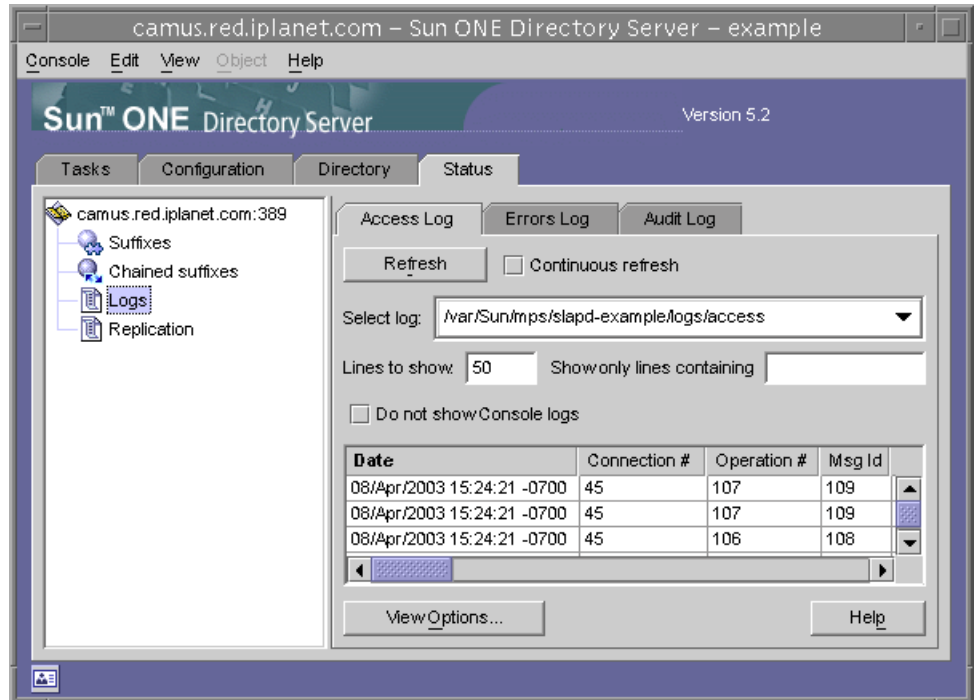 camus.red.iplanet.com – Sun ONE Directory Server – example
Console Edit View Object Help
Sun™ ONE Directory Server
Version 5.2
Tasks Configuration Directory Status
camus.red.iplanet.com:389
Suffixes
Chained suffixes
Logs
Replication
Access Log Errors Log Audit Log
Refresh Continuous refresh
Select log: /var/Sun/mps/slapd-example/logs/access
Lines to show: 50 Show only lines containing
Do not show Console logs
Date Connection # Operation # Msg Id
08/Apr/2003 15:24:21 -0700 45 107 109
08/Apr/2003 15:24:21 -0700 45 107 109
08/Apr/2003 15:24:21 -0700 45 106 108
View Options... Help